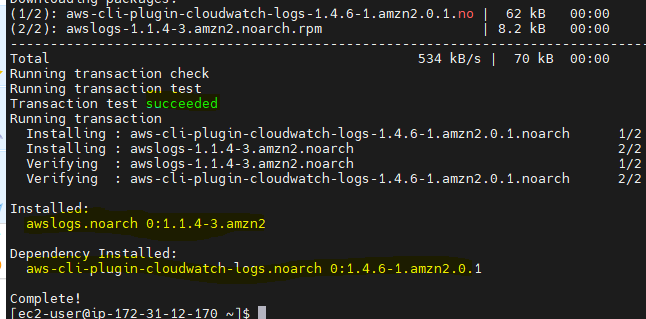 Downloading packages:
(1/2): aws-cli-plugin-cloudwatch-logs-1.4.6-1.amzn2.0.1.no |  62 kB   00:00
(2/2): awslogs-1.1.4-3.amzn2.noarch.rpm                    | 8.2 kB   00:00
--------------------------------------------------------------------------------
Total                                              534 kB/s |  70 kB  00:00
Running transaction check
Running transaction test
Transaction test succeeded
Running transaction
  Installing : aws-cli-plugin-cloudwatch-logs-1.4.6-1.amzn2.0.1.noarch      1/2
  Installing : awslogs-1.1.4-3.amzn2.noarch                                 2/2
  Verifying  : awslogs-1.1.4-3.amzn2.noarch                                 1/2
  Verifying  : aws-cli-plugin-cloudwatch-logs-1.4.6-1.amzn2.0.1.noarch      2/2
Installed:
  awslogs.noarch 0:1.1.4-3.amzn2
Dependency Installed:
  aws-cli-plugin-cloudwatch-logs.noarch 0:1.4.6-1.amzn2.0.1
Complete!
[ec2-user@ip-172-31-12-170 ~]$